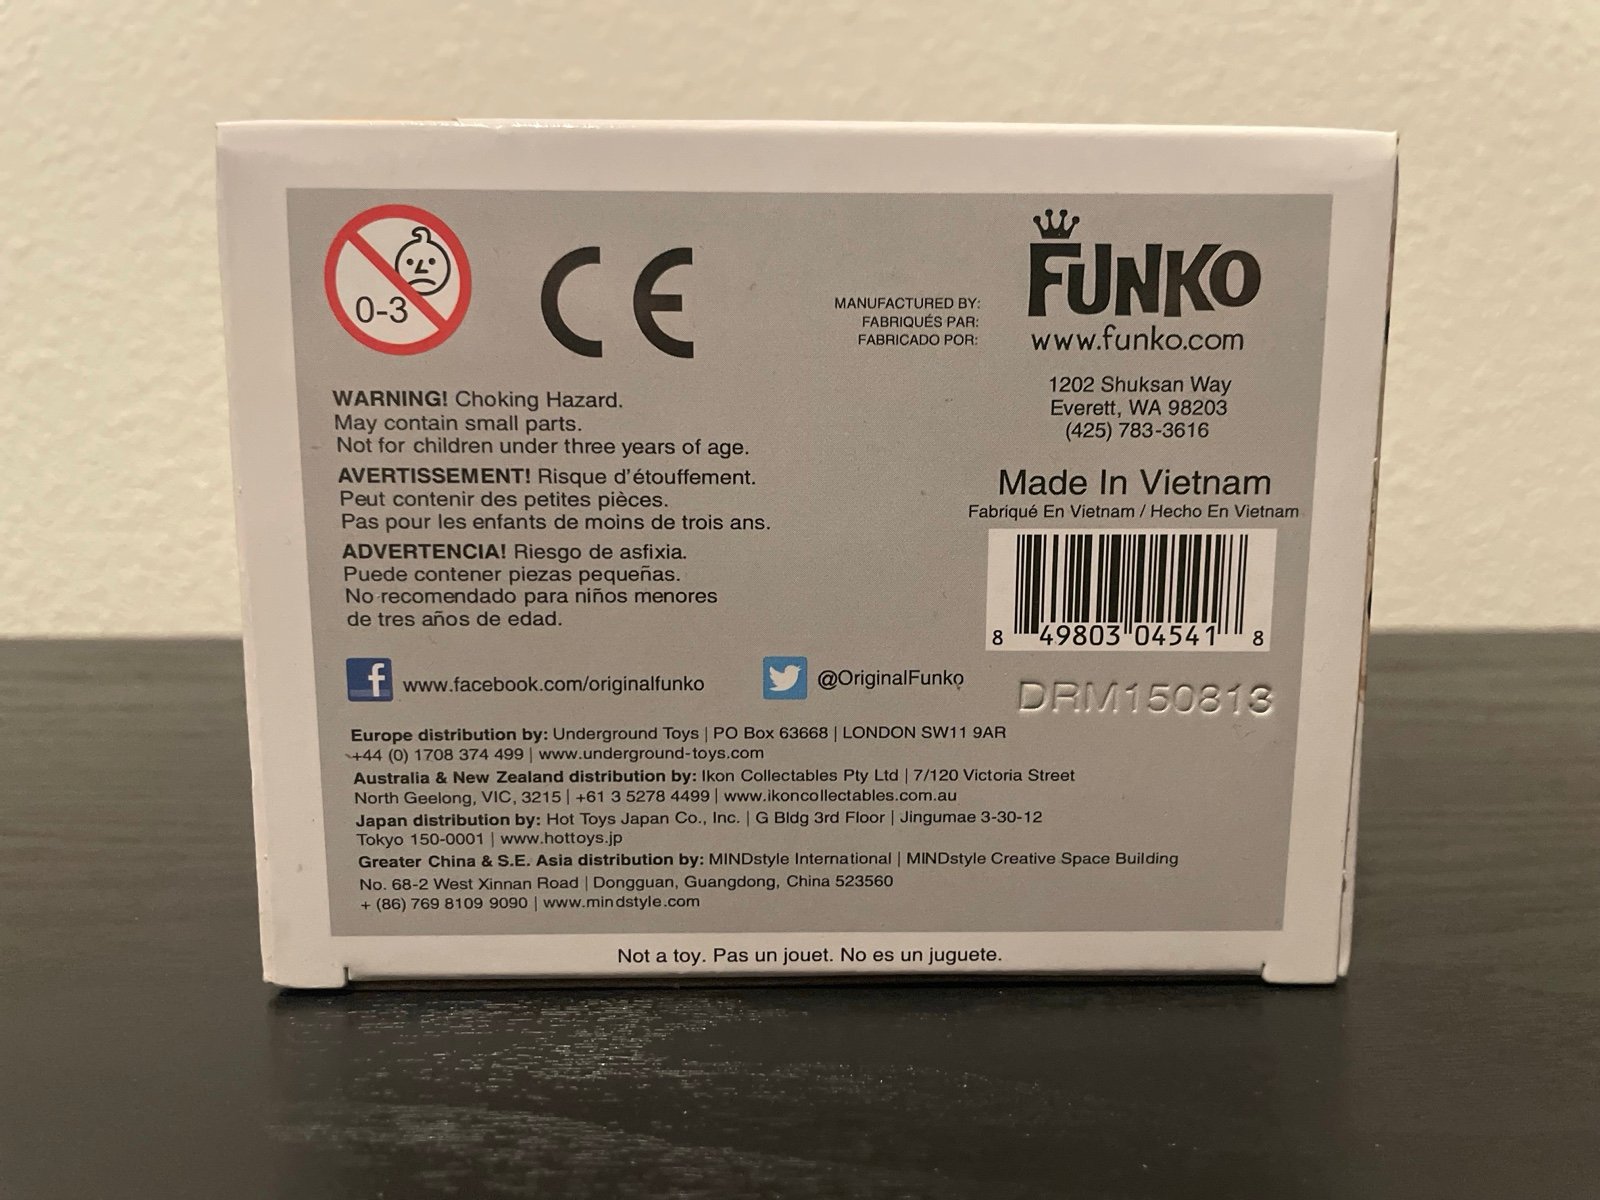 0-3
CE
MANUFACTURED BY:
FABRIQUÉS PAR:
FABRICADO POR:
FUNKO
www.funko.com
1202 Shuksan Way
Everett, WA 98203
(425) 783-3616
WARNING! Choking Hazard.
May contain small parts.
Not for children under three years of age.
AVERTISSEMENT! Risque d'étouffement.
Peut contenir des petites pièces.
Pas pour les enfants de moins de trois ans.
ADVERTENCIA! Riesgo de asfixia.
Puede contener piezas pequeñas.
No recomendado para niños menores
de tres años de edad.
Made In Vietnam
Fabriqué En Vietnam / Hecho En Vietnam
8 49803 04541 8
www.facebook.com/originalfunko
@OriginalFunko
DRM150813
Europe distribution by: Underground Toys | PO Box 63668 | LONDON SW11 9AR
+44 (0) 1708 374 499 | www.underground-toys.com
Australia & New Zealand distribution by: Ikon Collectables Pty Ltd | 7/120 Victoria Street
North Geelong, VIC, 3215 | +61 3 5278 4499 | www.ikoncollectables.com.au
Japan distribution by: Hot Toys Japan Co., Inc. | G Bldg 3rd Floor | Jingumae 3-30-12
Tokyo 150-0001 | www.hottoys.jp
Greater China & S.E. Asia distribution by: MINDstyle International | MINDstyle Creative Space Building
No. 68-2 West Xinnan Road | Dongguan, Guangdong, China 523560
+ (86) 769 8109 9090 | www.mindstyle.com
Not a toy. Pas un jouet. No es un juguete.